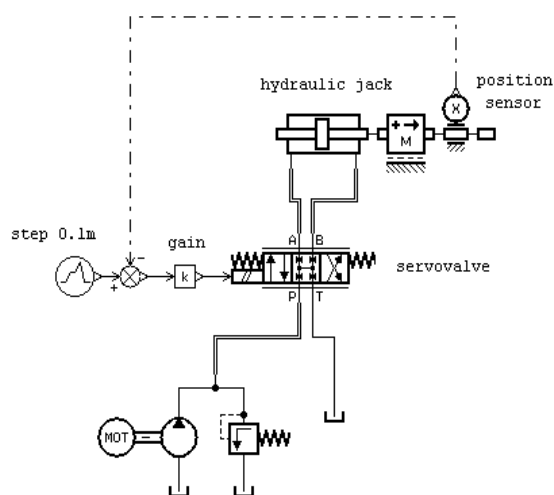 hydraulic jack
position
sensor
X
M
step 0.1m
gain
A B
servovalve
k
P T
MOT